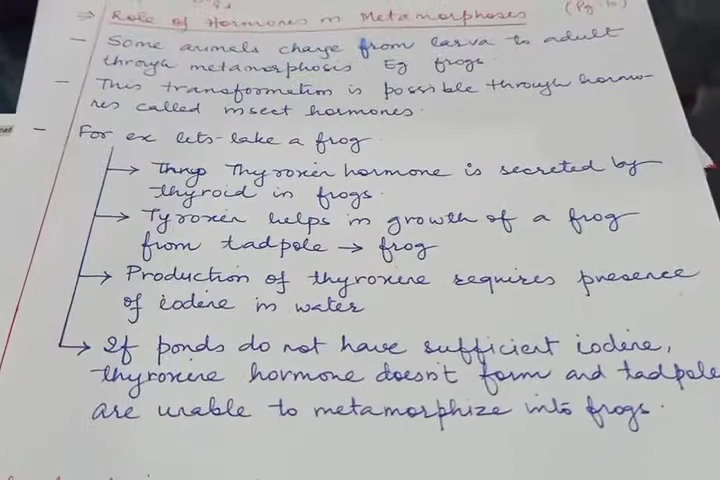 ⇒ Role of Hormones in Metamorphoses
– Some animals change from larva to adult
through metamorphosis Eg frogs
– This transformation is possible through hormo-
nes called insect hormones.
– For ex lets take a frog
→ Thyroxin hormone is secreted by
thyroid in frogs.
→ Tyroxin helps in growth of a frog
from tadpole → frog
→ Production of thyroxine requires presence
of iodine in water
→ If ponds do not have sufficient iodine,
thyroxine hormone doesn't form and tadpole
are unable to metamorphize into frogs.